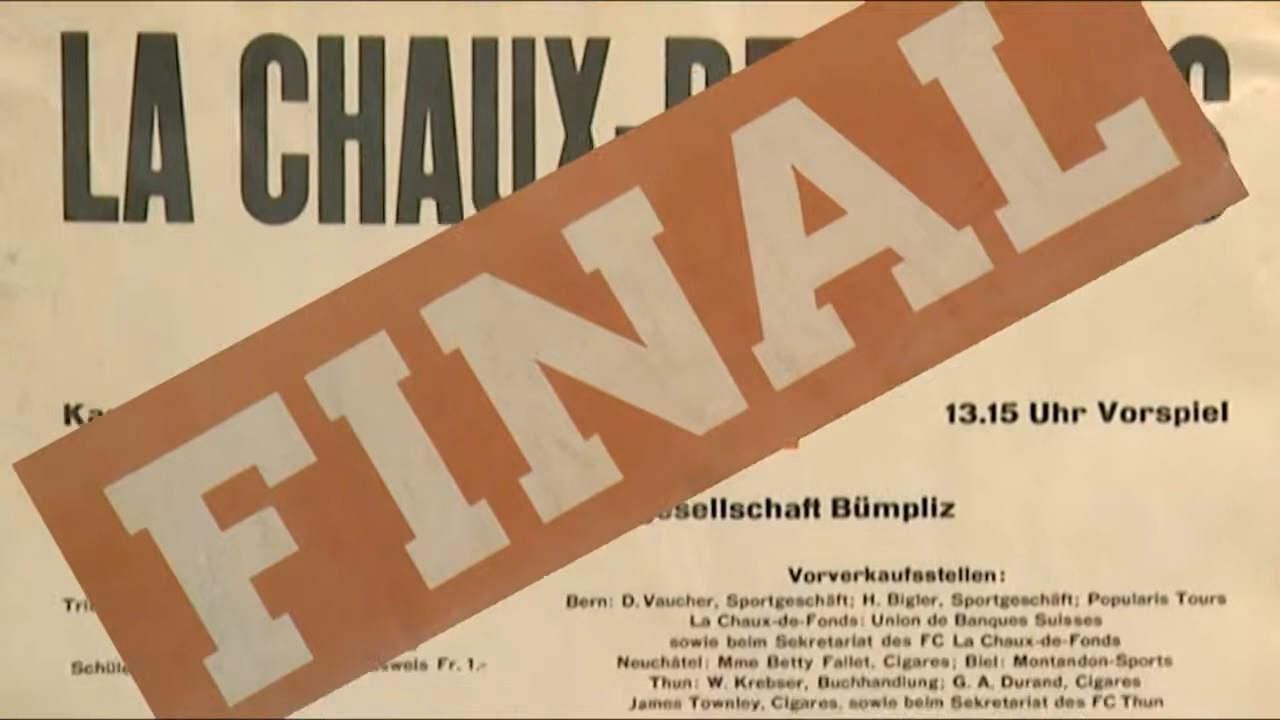 LA CHAUX-
FINAL
13.15 Uhr Vorspiel
Bümpliz
Vorverkaufsstellen:
Bern: D. Vaucher, Sportgeschäft; H. Bigler, Sportgeschäft; Popularis Tours
La Chaux-de-Fonds: Union de Banques Suisses
sowie beim Sekretariat des FC La Chaux-de-Fonds
Fr. 1.-
Neuchâtel: Mme Betty Fallet, Cigares; Biel: Montandon-Sports
Thun: W. Krebser, Buchhandlung; G. A. Durand, Cigares
James Townley, Cigares, sowie beim Sekretariat des FC Thun